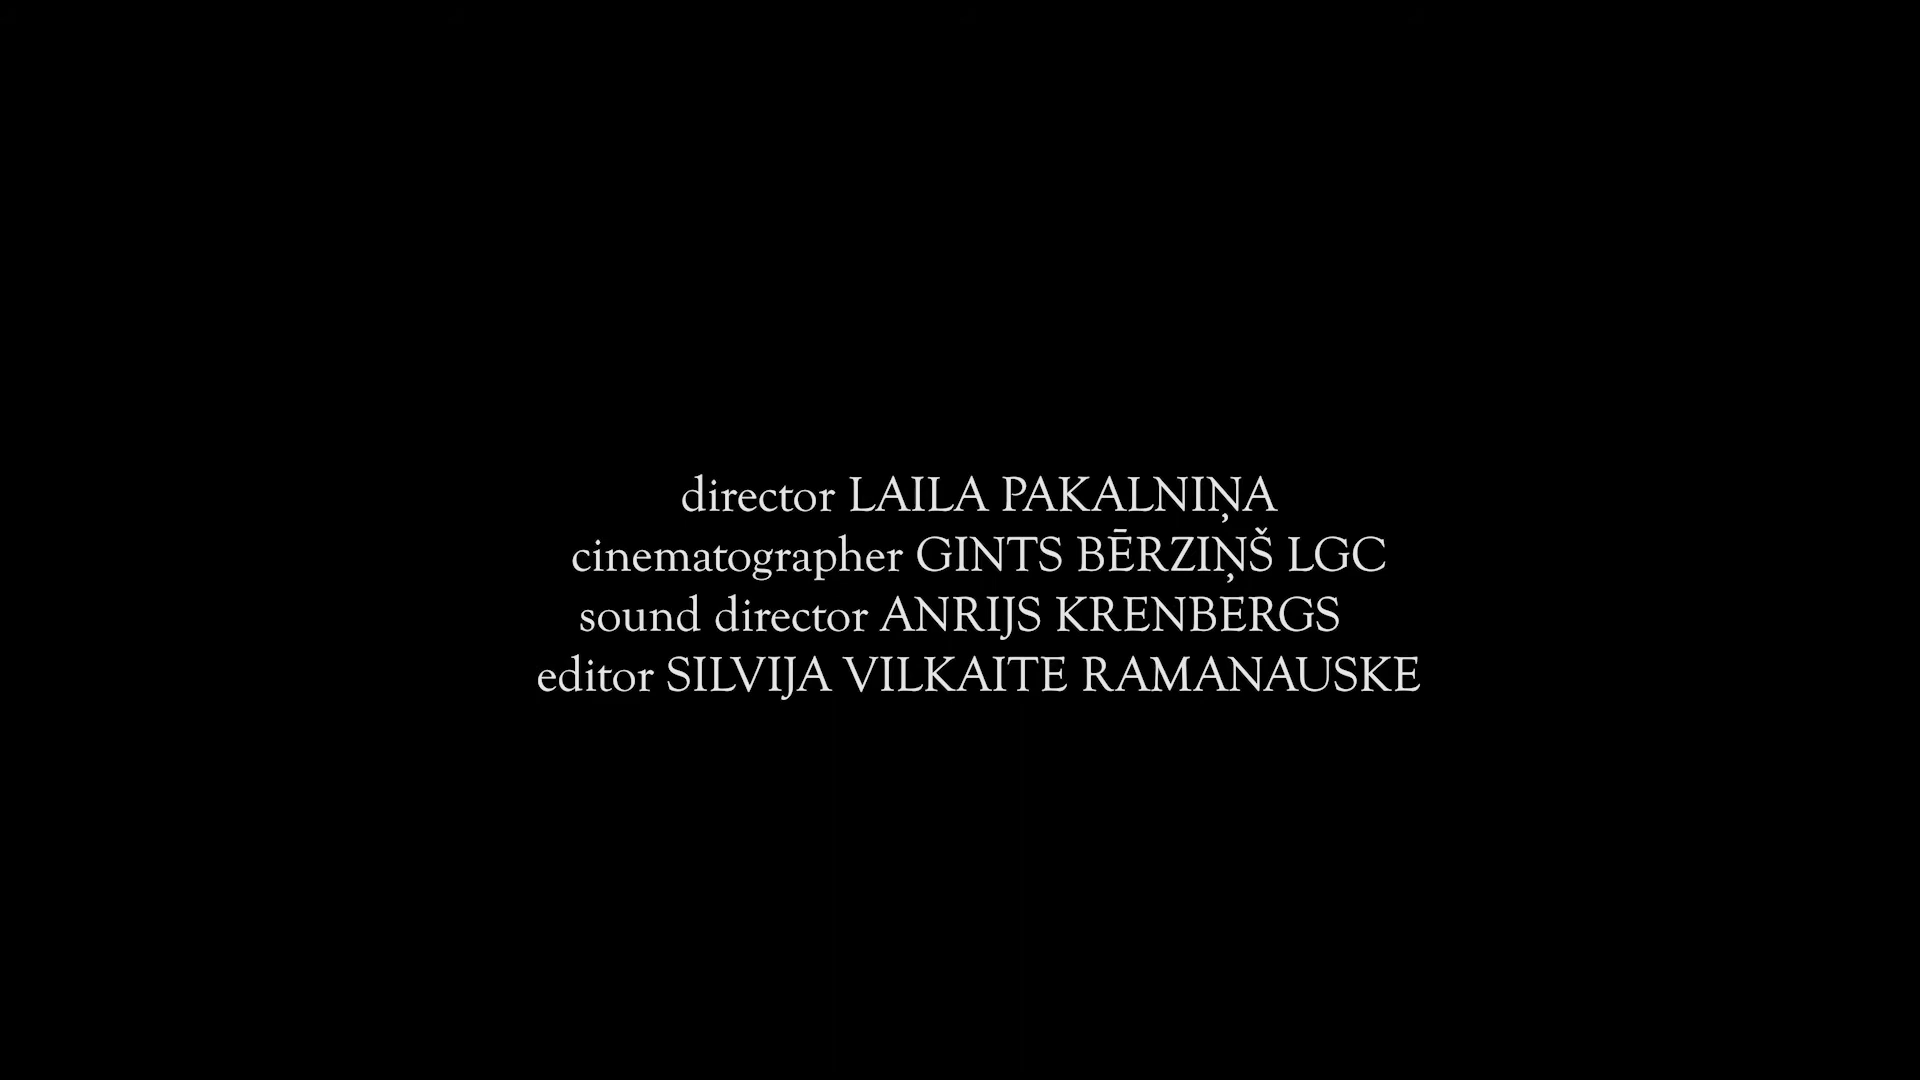 director LAILA PAKALNIŅA
cinematographer GINTS BĒRZIŅŠ LGC
sound director ANRIJS KRENBERGS
editor SILVIJA VILKAITE RAMANAUSKE